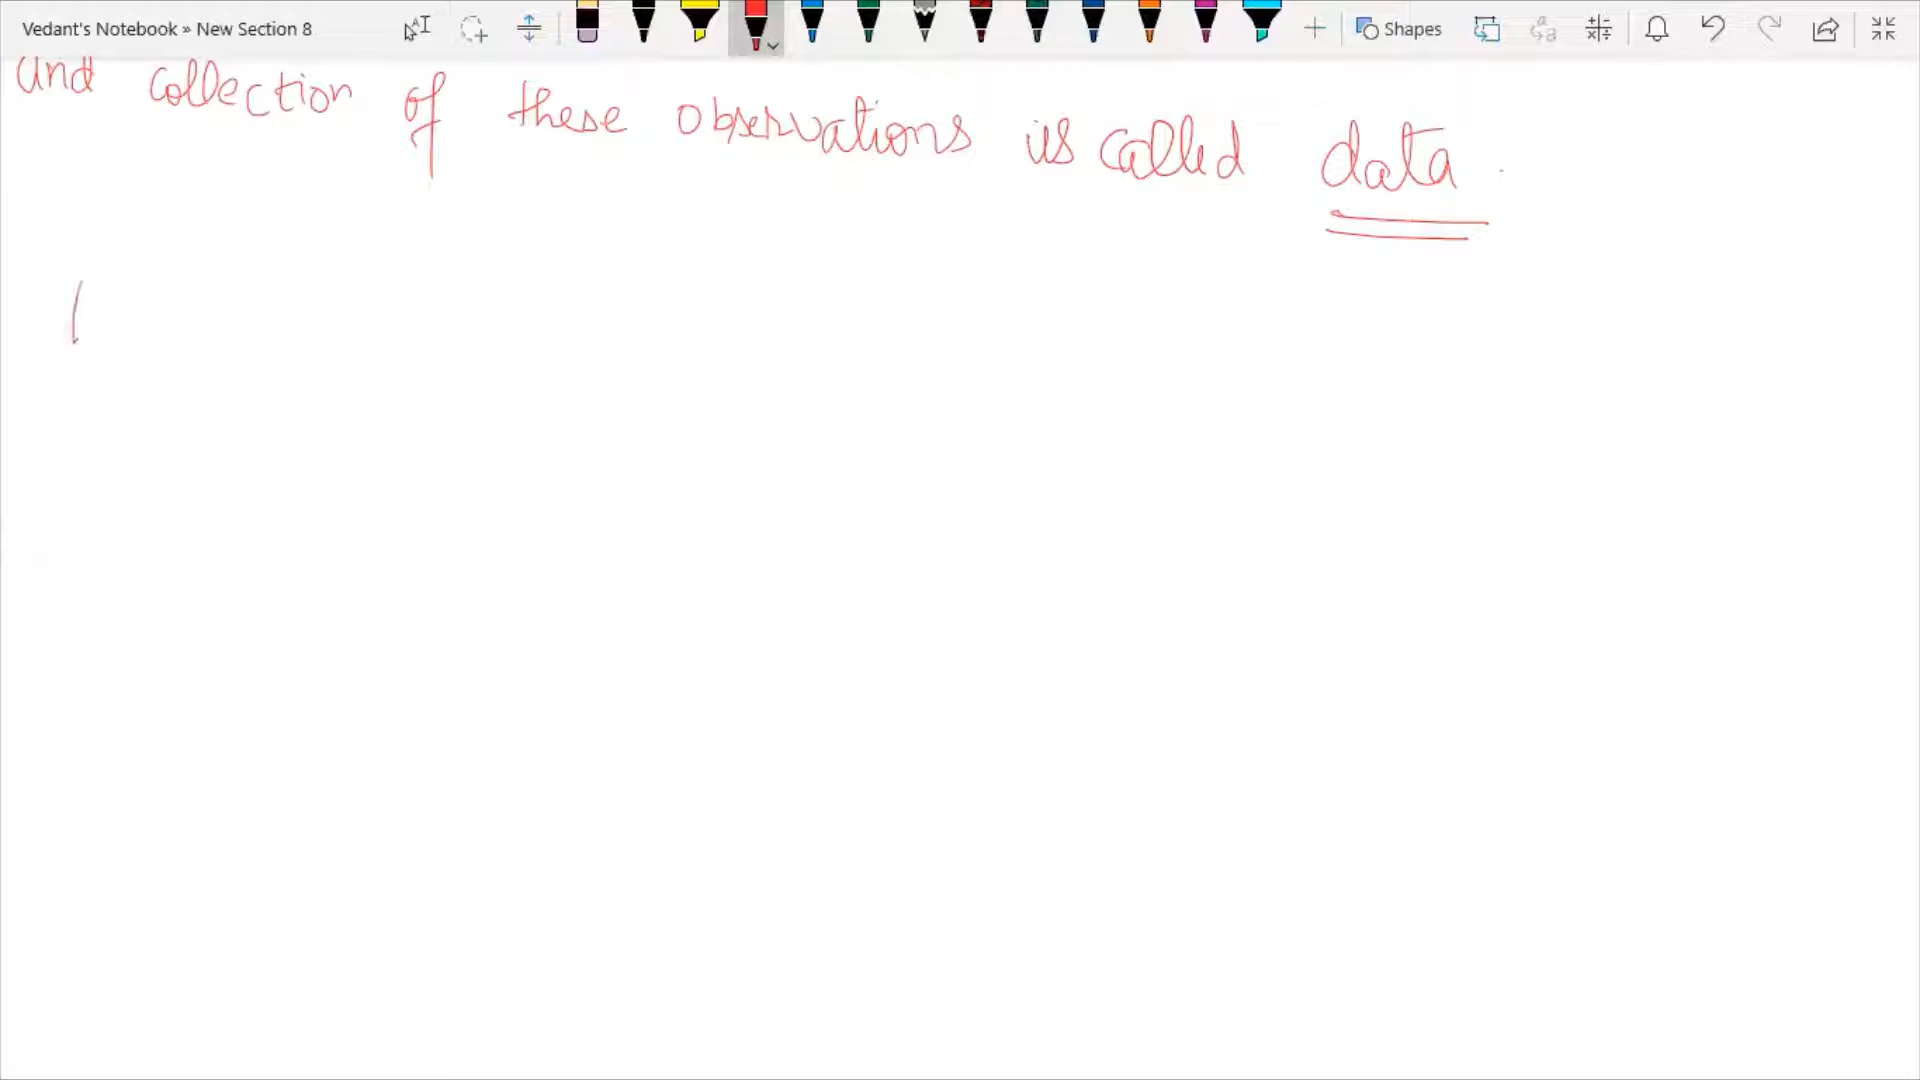 Vedant's Notebook » New Section 8
Shapes
and collection of these observations is called data.